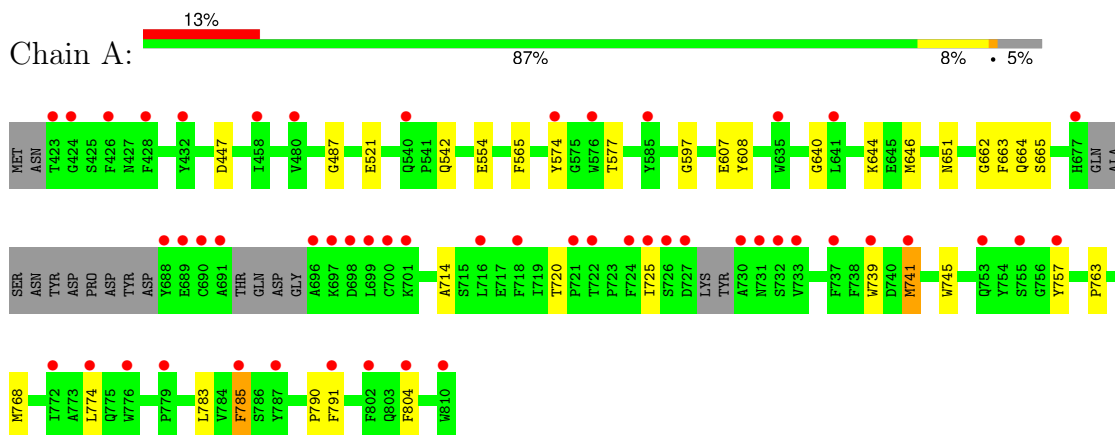 13%
Chain A:
87% 8% • 5%
MET ASN T423 G424 S425 F426 N427 F428 Y432 D447 I458 V480 G487 E521 Q540 P541 Q542 E554 F565 Y574 G575 W576 T577 Y585 G597 E607 Y608 W635 G640 L641 K644 E645 M646 N651 G662 F663 Q664 S665 H677 GLN ALA
SER ASN TYR ASP PRO ASP TYR ASP Y688 E689 C690 A691 THR GLN ASP GLY A696 K697 D698 L699 C700 K701 A714 S715 L716 E717 F718 I719 T720 P721 T722 P723 F724 I725 S726 D727 LYS TYR A730 N731 S732 V733 F737 F738 W739 D740 M741 W745 Q753 Y754 S755 G756 Y757 P763
M768 I772 A773 L774 Q775 W776 P779 L783 V784 F785 S786 Y787 P790 F791 F802 Q803 F804 W810